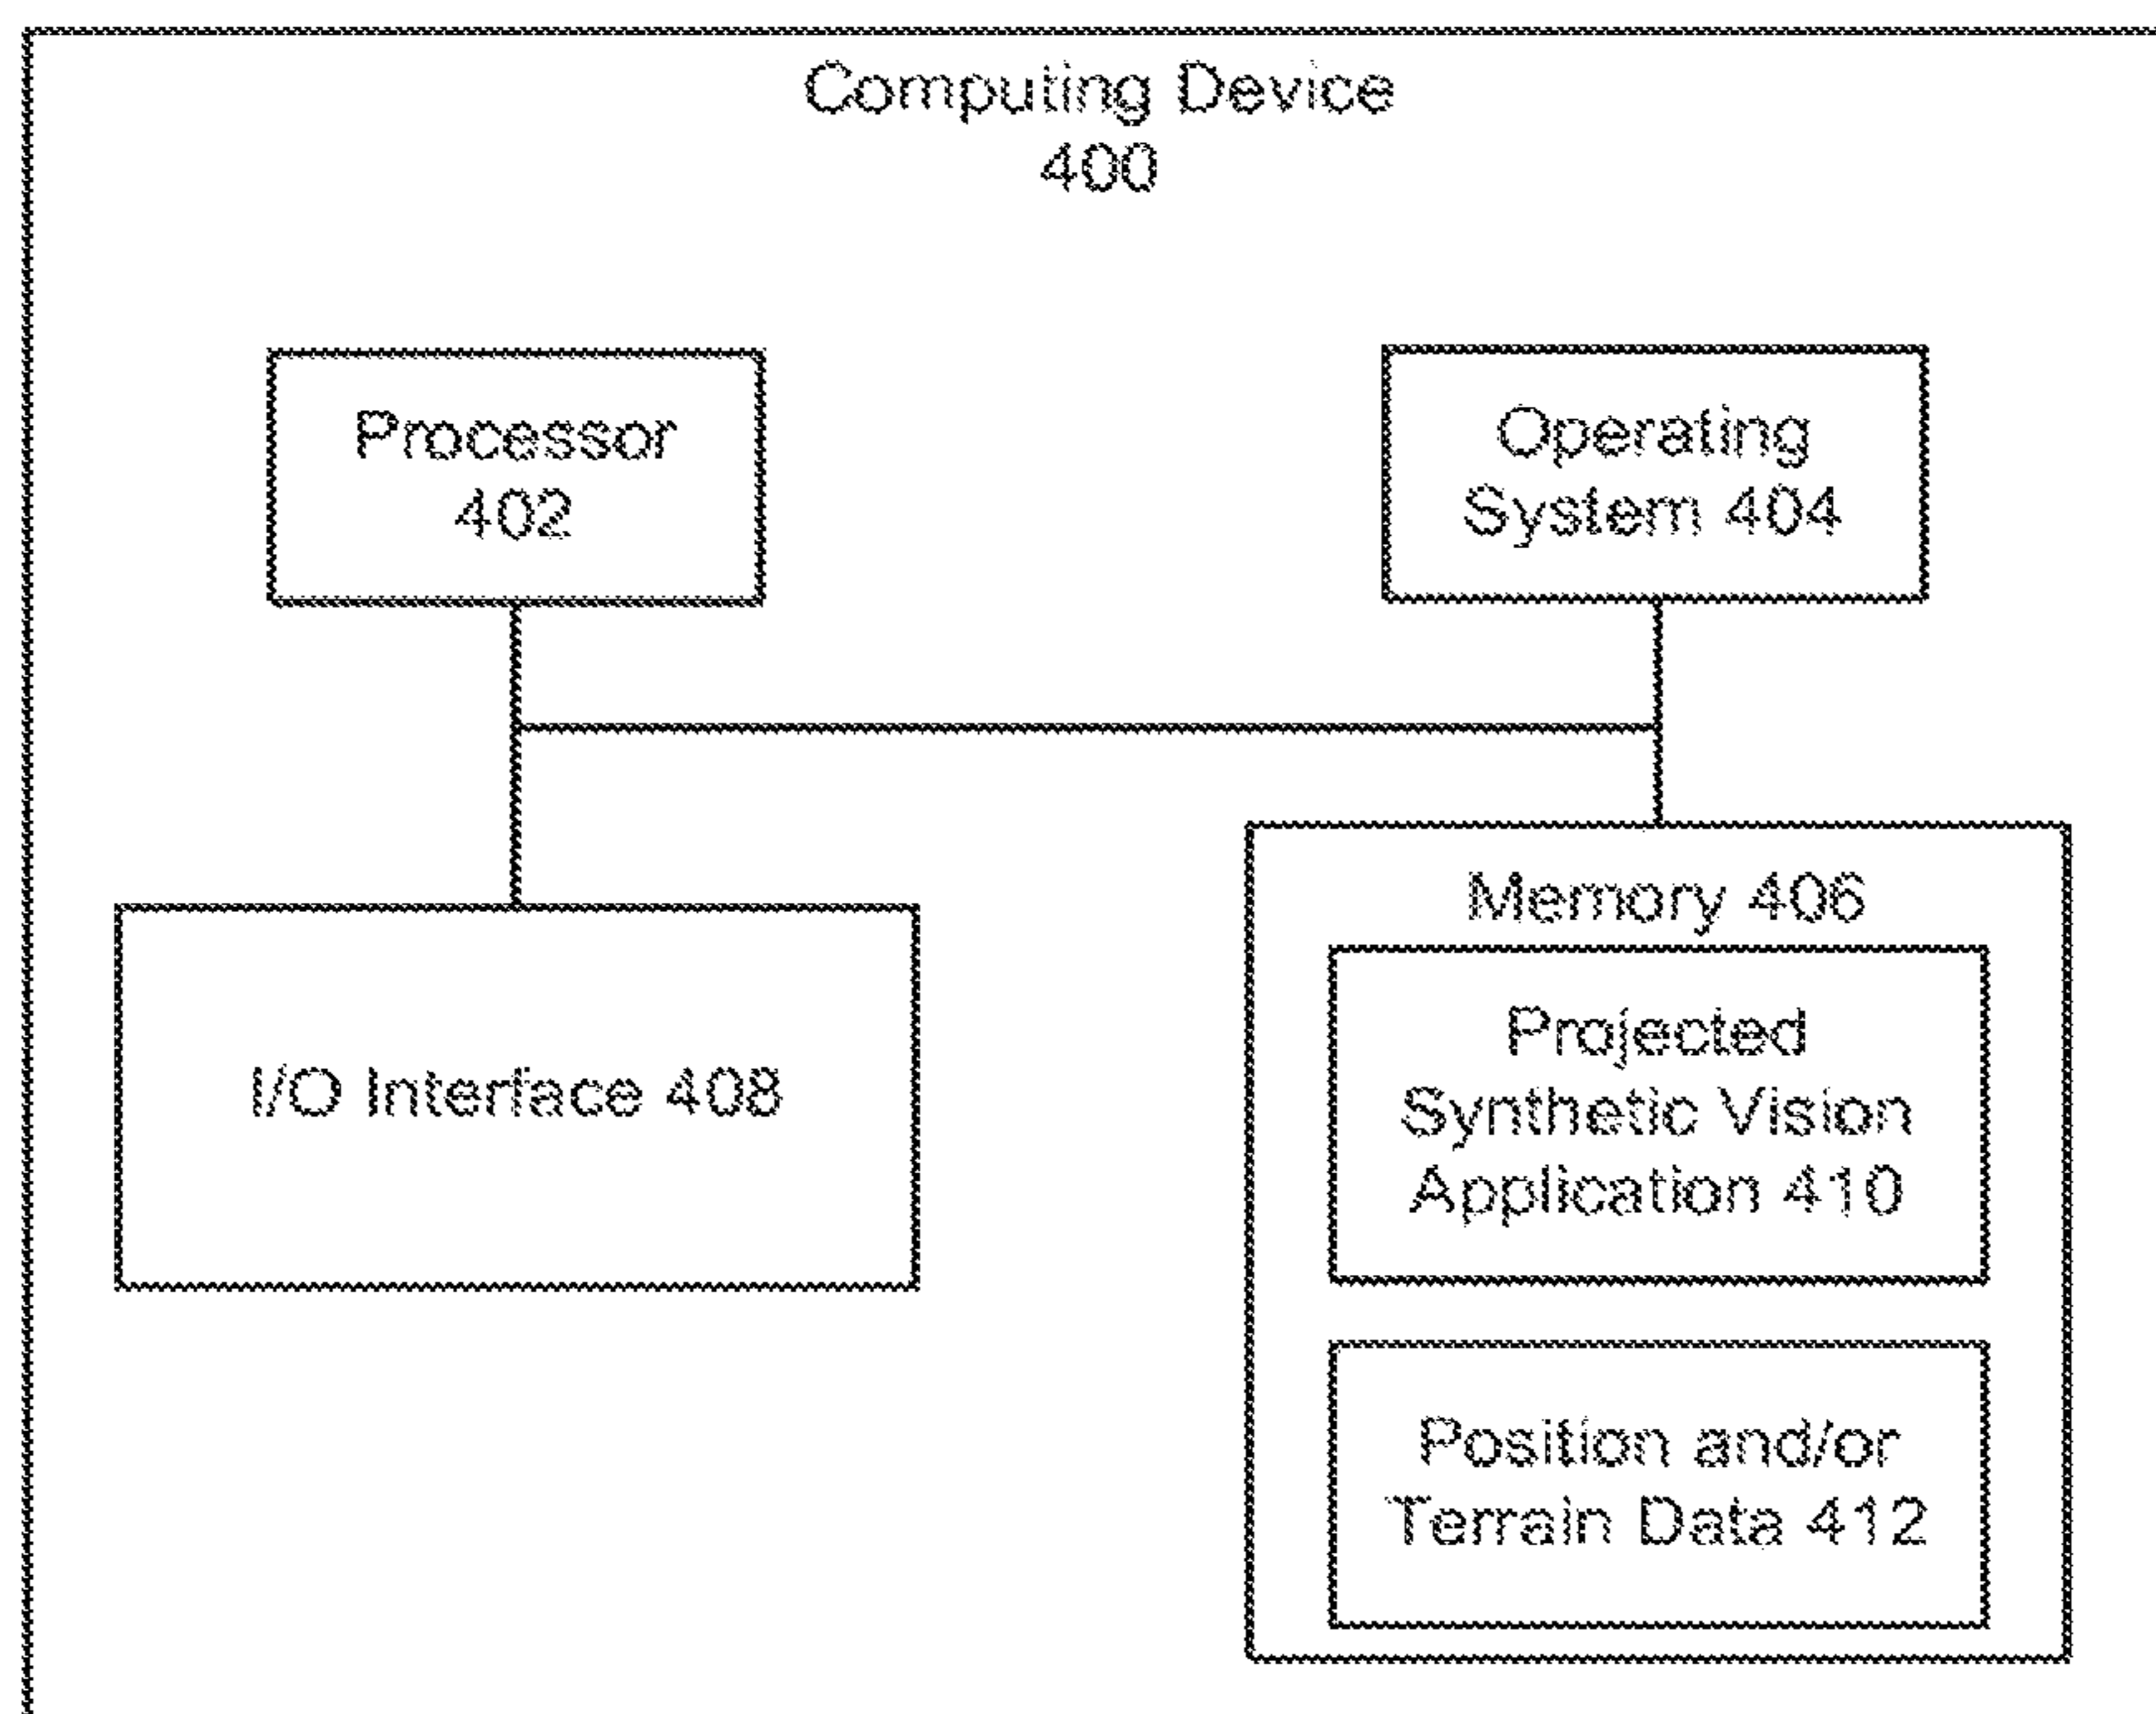 Computing Device
400
Processor
402
Operating
System 404
I/O Interface 408
Memory 406
Projected
Synthetic Vision
Application 410
Position and/or
Terrain Data 412